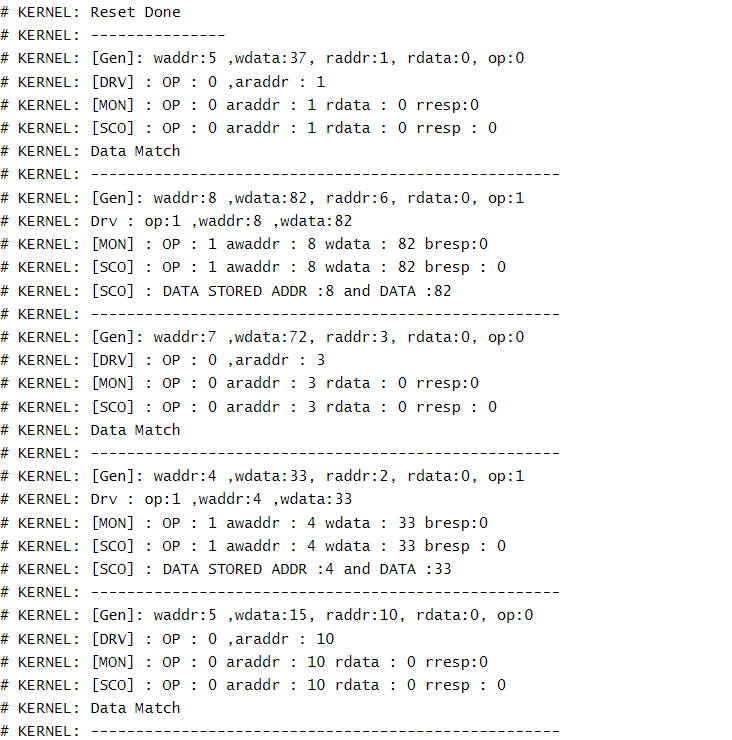 # KERNEL: Reset Done
# KERNEL: ---------------
# KERNEL: [Gen]: waddr:5 ,wdata:37, raddr:1, rdata:0, op:0
# KERNEL: [DRV] : OP : 0 ,araddr : 1
# KERNEL: [MON] : OP : 0 araddr : 1 rdata : 0 rresp:0
# KERNEL: [SCO] : OP : 0 araddr : 1 rdata : 0 rresp : 0
# KERNEL: Data Match
# KERNEL: ----------------------------------------------------
# KERNEL: [Gen]: waddr:8 ,wdata:82, raddr:6, rdata:0, op:1
# KERNEL: Drv : op:1 ,waddr:8 ,wdata:82
# KERNEL: [MON] : OP : 1 awaddr : 8 wdata : 82 bresp:0
# KERNEL: [SCO] : OP : 1 awaddr : 8 wdata : 82 bresp : 0
# KERNEL: [SCO] : DATA STORED ADDR :8 and DATA :82
# KERNEL: ----------------------------------------------------
# KERNEL: [Gen]: waddr:7 ,wdata:72, raddr:3, rdata:0, op:0
# KERNEL: [DRV] : OP : 0 ,araddr : 3
# KERNEL: [MON] : OP : 0 araddr : 3 rdata : 0 rresp:0
# KERNEL: [SCO] : OP : 0 araddr : 3 rdata : 0 rresp : 0
# KERNEL: Data Match
# KERNEL: ----------------------------------------------------
# KERNEL: [Gen]: waddr:4 ,wdata:33, raddr:2, rdata:0, op:1
# KERNEL: Drv : op:1 ,waddr:4 ,wdata:33
# KERNEL: [MON] : OP : 1 awaddr : 4 wdata : 33 bresp:0
# KERNEL: [SCO] : OP : 1 awaddr : 4 wdata : 33 bresp : 0
# KERNEL: [SCO] : DATA STORED ADDR :4 and DATA :33
# KERNEL: ----------------------------------------------------
# KERNEL: [Gen]: waddr:5 ,wdata:15, raddr:10, rdata:0, op:0
# KERNEL: [DRV] : OP : 0 ,araddr : 10
# KERNEL: [MON] : OP : 0 araddr : 10 rdata : 0 rresp:0
# KERNEL: [SCO] : OP : 0 araddr : 10 rdata : 0 rresp : 0
# KERNEL: Data Match
# KERNEL: ----------------------------------------------------